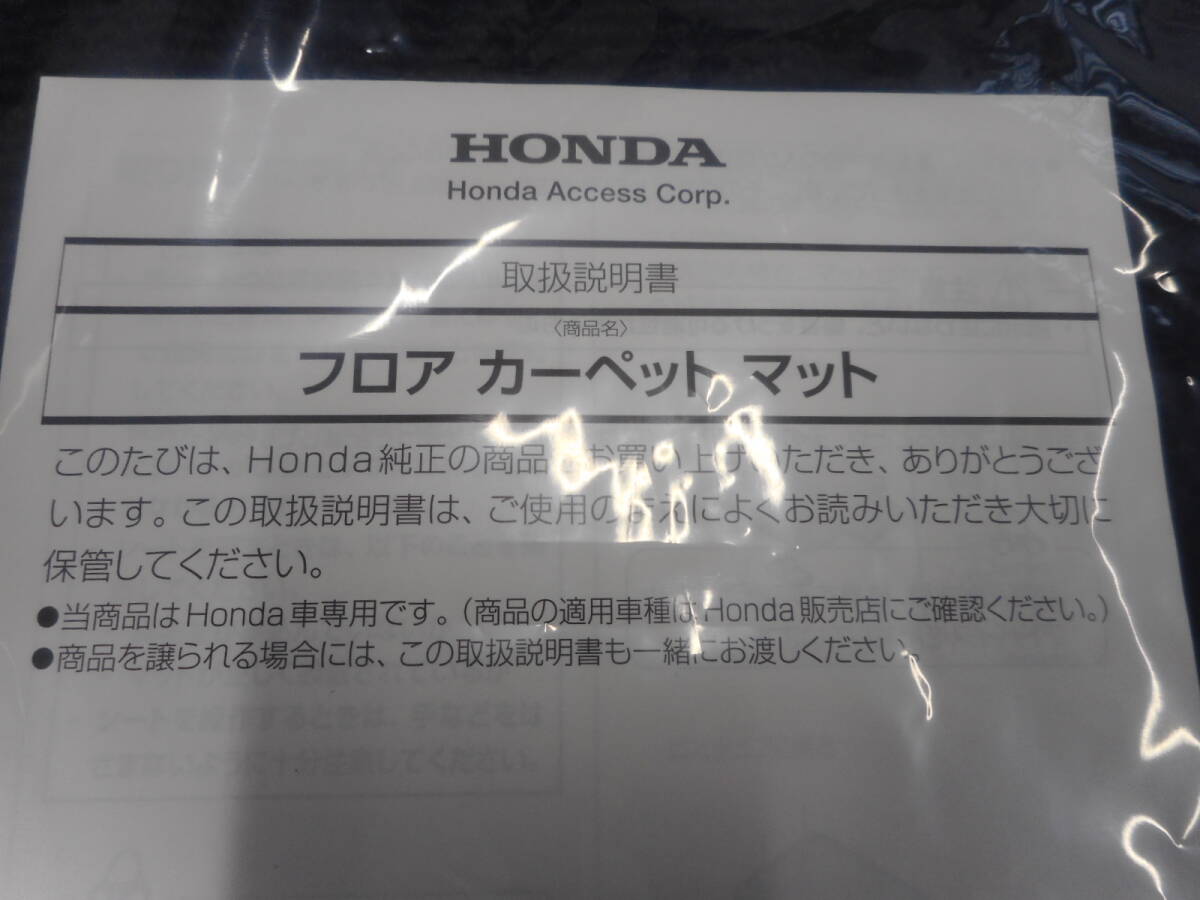 HONDA
Honda Access Corp.
取扱説明書
〈商品名〉
フロア カーペット マット
このたびは、Honda純正の商品 お買い上げいただき、ありがとうござ
います。この取扱説明書は、ご使用のまえによくお読みいただき大切に
保管してください。
●当商品はHonda車専用です。(商品の適用車種はHonda販売店にご確認ください。)
●商品を譲られる場合には、この取扱説明書も一緒にお渡しください。